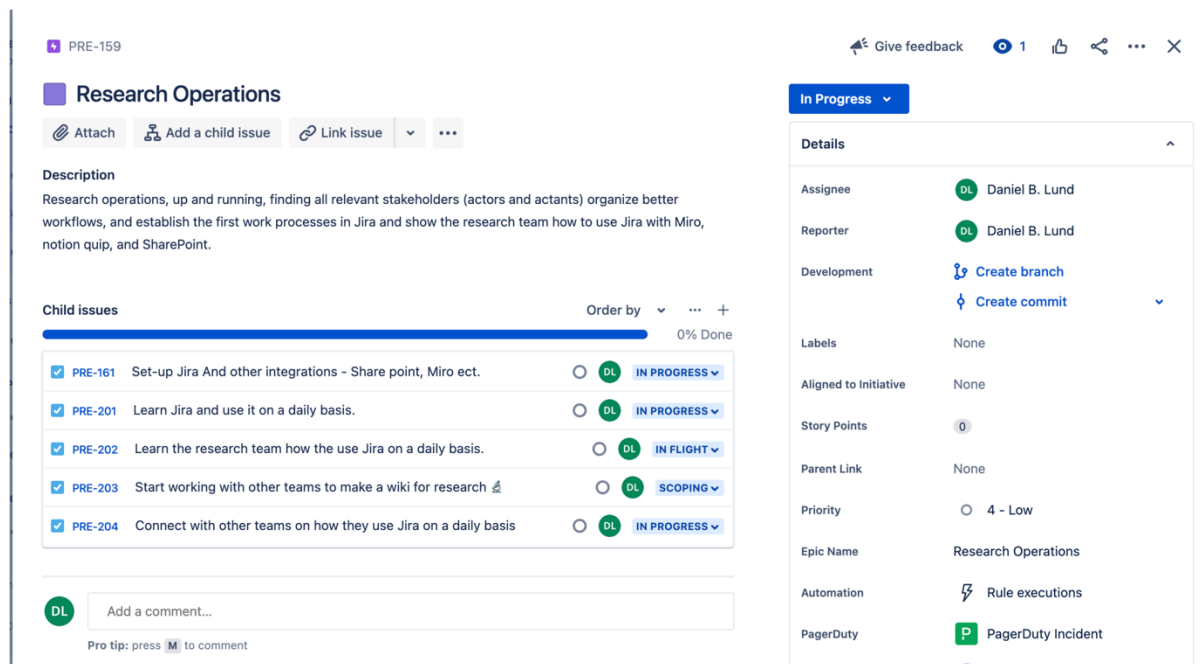 PRE-159
Give feedback
1
Research Operations
In Progress
Attach
Add a child issue
Link issue
Details
Description
Research operations, up and running, finding all relevant stakeholders (actors and actants) organize better
workflows, and establish the first work processes in Jira and show the research team how to use Jira with Miro,
notion quip, and SharePoint.
Assignee
DL Daniel B. Lund
Reporter
DL Daniel B. Lund
Development
Create branch
Create commit
Child issues
Order by
0% Done
PRE-161 Set-up Jira And other integrations - Share point, Miro ect. DL IN PROGRESS
PRE-201 Learn Jira and use it on a daily basis. DL IN PROGRESS
PRE-202 Learn the research team how the use Jira on a daily basis. DL IN FLIGHT
PRE-203 Start working with other teams to make a wiki for research DL SCOPING
PRE-204 Connect with other teams on how they use Jira on a daily basis DL IN PROGRESS
Labels None
Aligned to Initiative None
Story Points 0
Parent Link None
Priority 4 - Low
Epic Name Research Operations
Automation Rule executions
PagerDuty P PagerDuty Incident
DL Add a comment...
Pro tip: press M to comment